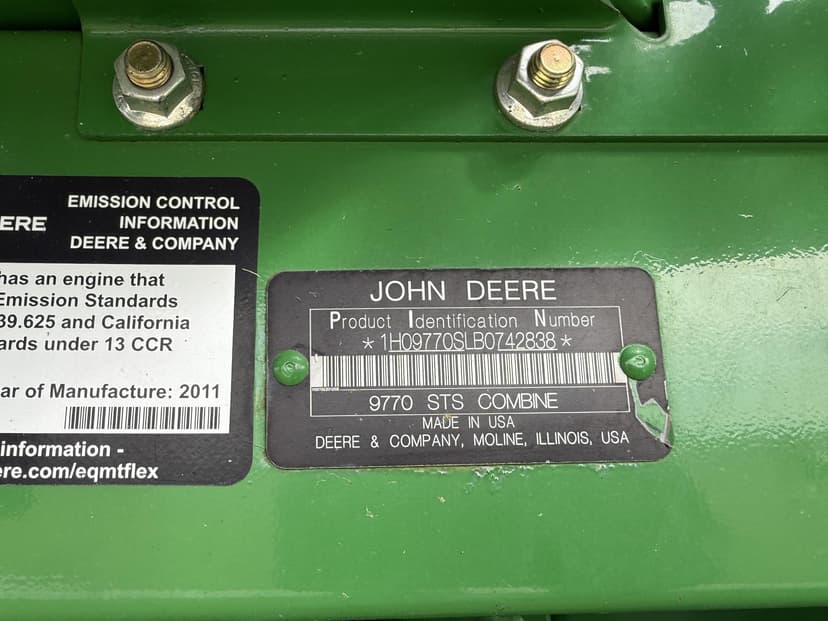 ERE
EMISSION CONTROL
INFORMATION
DEERE & COMPANY
has an engine that
Emission Standards
39.625 and California
ards under 13 CCR
ar of Manufacture: 2011
information -
ere.com/eqmtflex
JOHN DEERE
Product Identification Number
*1H09770SLB0742838*
9770 STS COMBINE
MADE IN USA
DEERE & COMPANY, MOLINE, ILLINOIS, USA